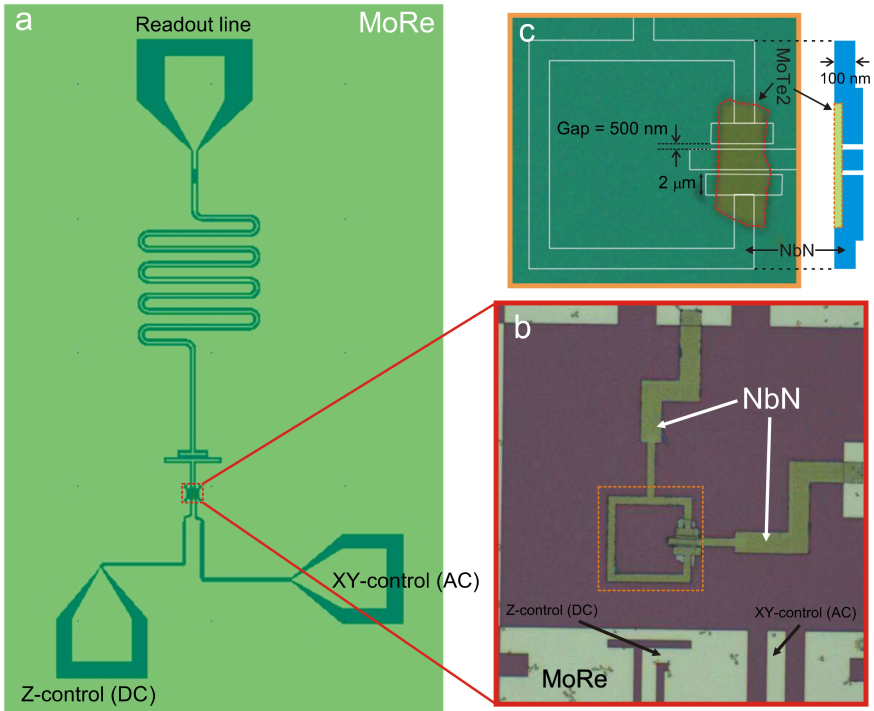 a
MoRe
Readout line
XY-control (AC)
Z-control (DC)
c
MoTe2
100 nm
Gap = 500 nm
2 μm
NbN
b
NbN
Z-control (DC)
XY-control (AC)
MoRe